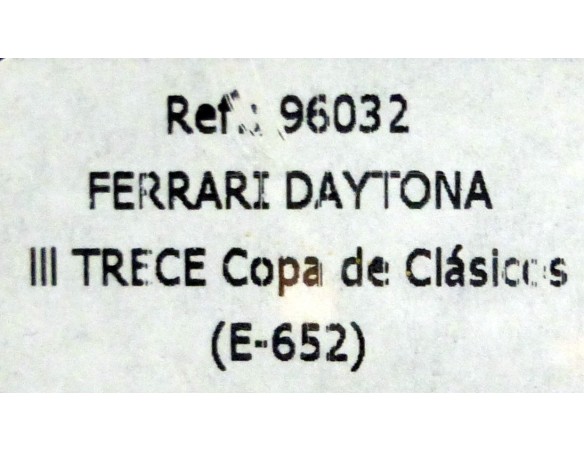 Ref.: 96032
FERRARI DAYTONA
III TRECE Copa de Clásicos
(E-652)